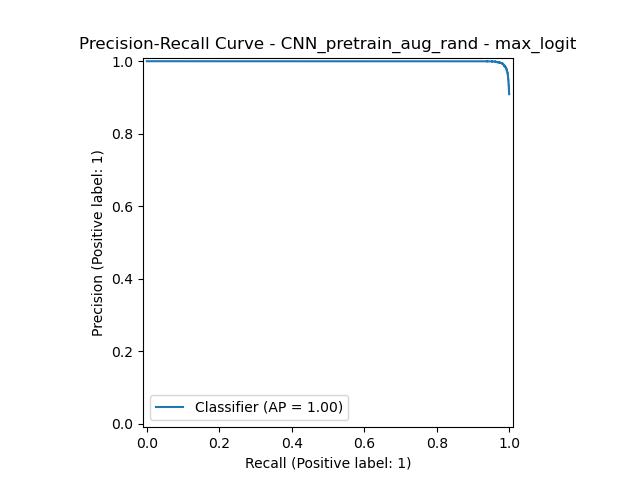 Precision-Recall Curve - CNN_pretrain_aug_rand - max_logit
1.0
0.8
0.6
0.4
0.2
0.0
Precision (Positive label: 1)
Classifier (AP = 1.00)
0.0 0.2 0.4 0.6 0.8 1.0
Recall (Positive label: 1)